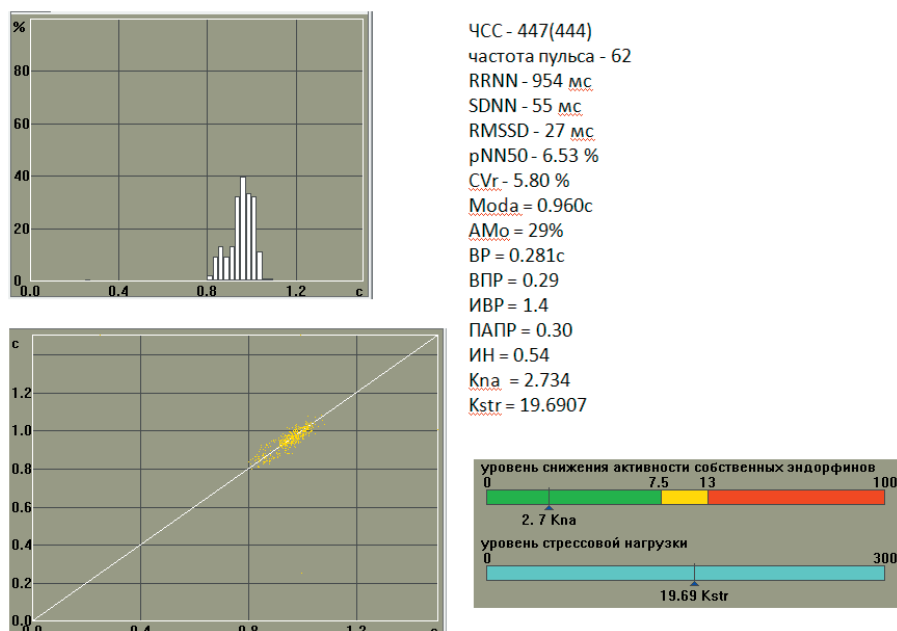 %
80
60
40
20
0
0.0 0.4 0.8 1.2 с
с
1.2
1.0
0.8
0.6
0.4
0.2
0.0
0.0 0.4 0.8 1.2 с
ЧСС - 447(444)
частота пульса - 62
RRNN - 954 мс
SDNN - 55 мс
RMSSD - 27 мс
pNN50 - 6.53 %
CVr - 5.80 %
Moda = 0.960с
AMo = 29%
ВР = 0.281с
ВПР = 0.29
ИВР = 1.4
ПАПР = 0.30
ИН = 0.54
Kna = 2.734
Kstr = 19.6907
уровень снижения активности собственных эндорфинов
0 7.5 13 100
2. 7 Kna
уровень стрессовой нагрузки
0 300
19.69 Kstr